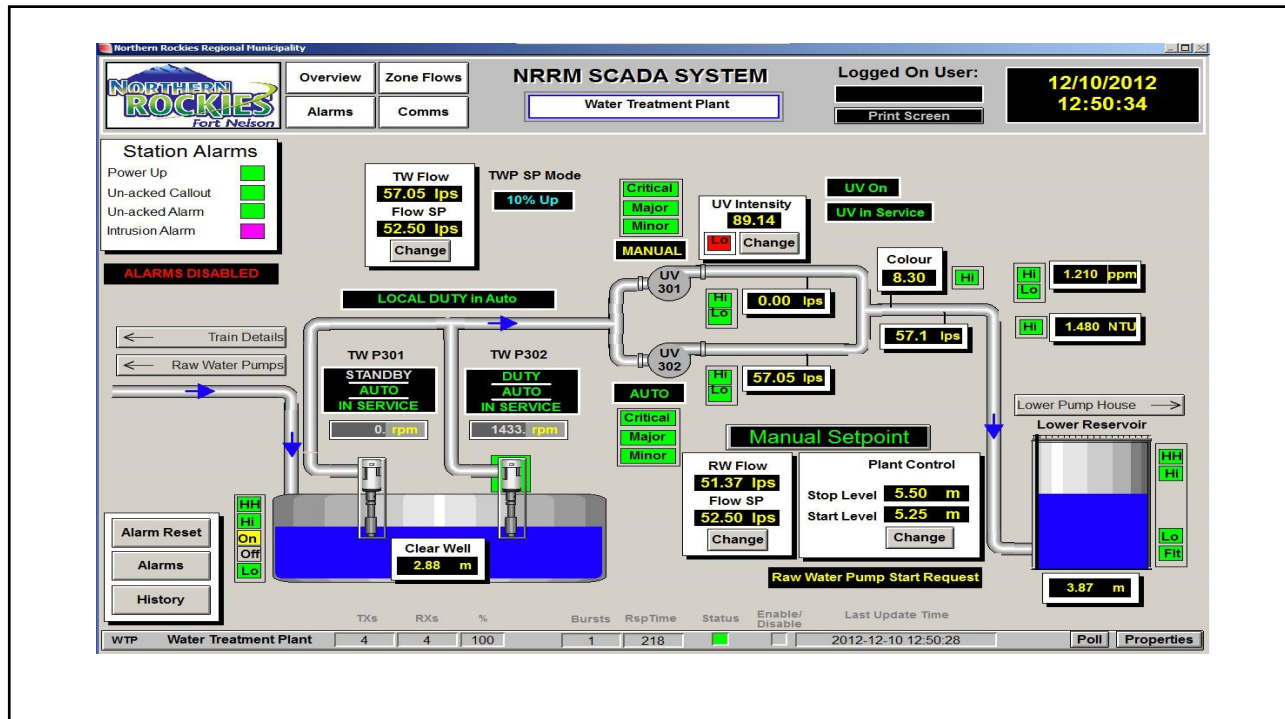 Northern Rockies Regional Municipality
NORTHERN
ROCKIES
Fort Nelson
Overview
Zone Flows
Alarms
Comms
NRRM SCADA SYSTEM
Water Treatment Plant
Logged On User:
Print Screen
12/10/2012
12:50:34
Station Alarms
Power Up
Un-acked Callout
Un-acked Alarm
Intrusion Alarm
ALARMS DISABLED
TW Flow
57.05 lps
Flow SP
52.50 lps
Change
TWP SP Mode
10% Up
Critical
Major
Minor
MANUAL
UV Intensity
89.14
Lo
Change
UV On
UV in Service
UV
301
Hi
Lo
0.00 lps
Colour
8.30
Hi
Hi
Lo
1.210 ppm
Hi
1.480 NTU
57.1 lps
LOCAL DUTY in Auto
Train Details
Raw Water Pumps
TW P301
STANDBY
AUTO
IN SERVICE
0. rpm
TW P302
DUTY
AUTO
IN SERVICE
1433. rpm
UV
302
Hi
Lo
57.05 lps
AUTO
Critical
Major
Minor
Manual Setpoint
RW Flow
51.37 lps
Flow SP
52.50 lps
Change
Plant Control
Stop Level 5.50 m
Start Level 5.25 m
Change
Raw Water Pump Start Request
Lower Pump House
Lower Reservoir
HH
Hi
Lo
Flt
3.87 m
HH
Hi
On
Off
Lo
Clear Well
2.88 m
Alarm Reset
Alarms
History
TXs RXs % Bursts RspTime Status Enable/Disable Last Update Time
WTP Water Treatment Plant 4 4 100 1 218 2012-12-10 12:50:28 Poll Properties